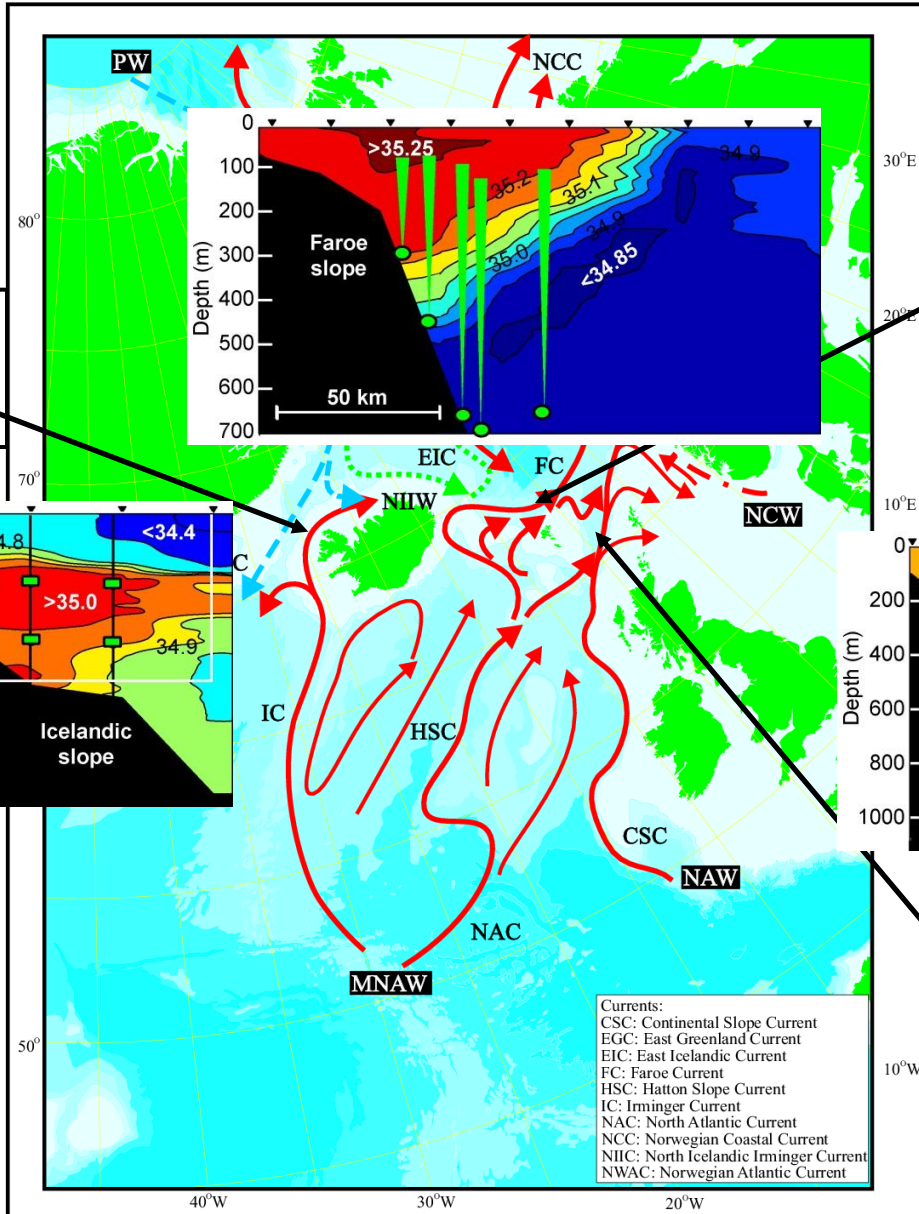 PW
NCC
30°E
0
100
200
300
400
500
600
700
Depth (m)
>35.25
35.2
35.1
34.9
34.9
35.0
<34.85
Faroe
slope
50 km
80°
20°E
70°
EIC
FC
NIIW
NCW
10°E
4.8
<34.4
>35.0
34.9
Icelandic
slope
C
0
200
400
600
800
1000
Depth (m)
IC
HSC
CSC
NAW
NAC
MNAW
50°
10°W
Currents:
CSC: Continental Slope Current
EGC: East Greenland Current
EIC: East Icelandic Current
FC: Faroe Current
HSC: Hatton Slope Current
IC: Irminger Current
NAC: North Atlantic Current
NCC: Norwegian Coastal Current
NIIC: North Icelandic Irminger Current
NWAC: Norwegian Atlantic Current
40°W
30°W
20°W